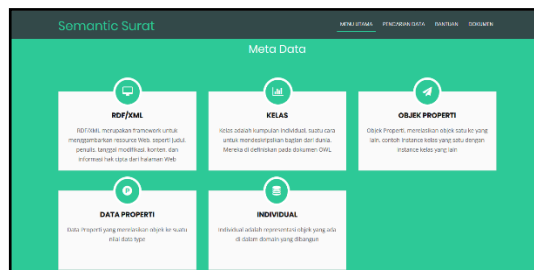 Semantic Surat
MENU UTAMA PENCARIAN DATA BANTUAN DOKUMEN
Meta Data
RDF/XML
RDF/XML merupakan framework untuk
menggambarkan resource Web, seperti judul,
penulis, tanggal modifikasi, konten, dan
informasi hak cipta dari halaman Web
KELAS
Kelas adalah kumpulan individual, suatu cara
untuk mendeskripsikan bagian dari dunia.
Mereka di definisikan pada dokumen OWL
OBJEK PROPERTI
Objek Properti, merelasikan objek satu ke yang
lain, contoh instance kelas yang satu dengan
instance kelas yang lain
DATA PROPERTI
Data Properti yang merelasikan objek ke suatu
nilai data type
INDIVIDUAL
Individual adalah representasi objek yang ada
di dalam domain yang dibangun